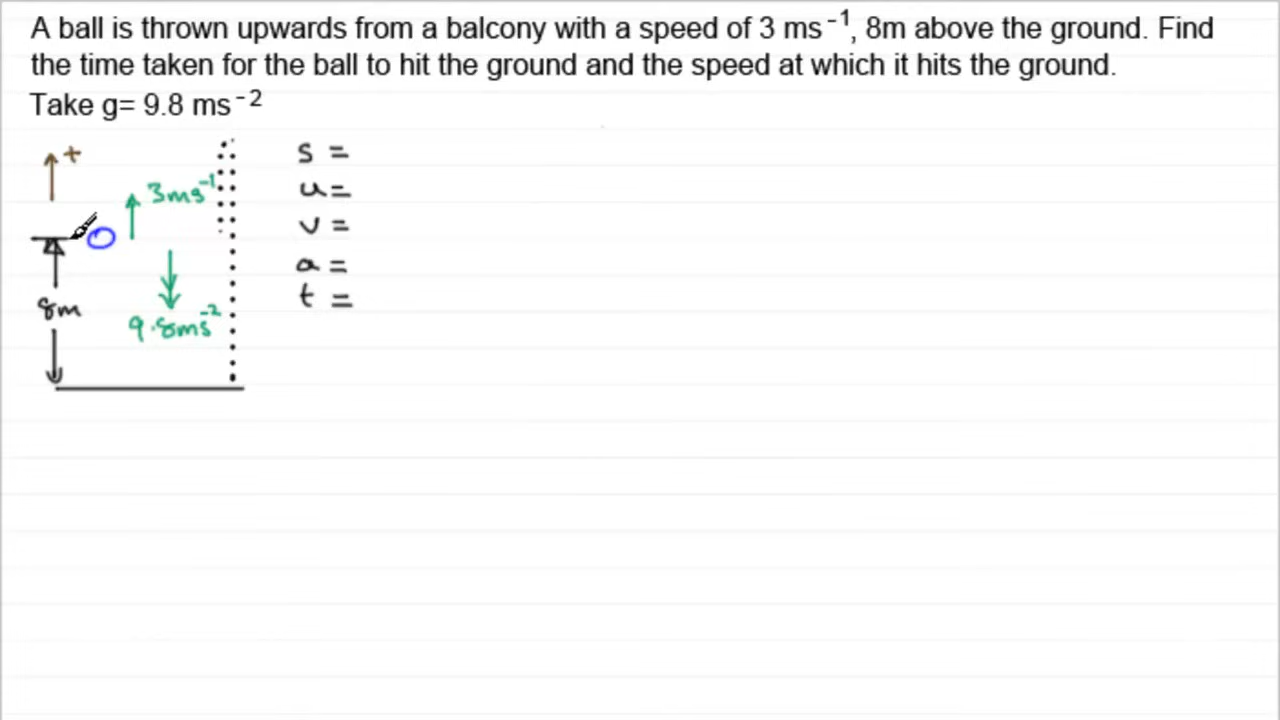 A ball is thrown upwards from a balcony with a speed of 3 ms⁻¹, 8m above the ground. Find
the time taken for the ball to hit the ground and the speed at which it hits the ground.
Take g= 9.8 ms⁻²
+
3ms⁻¹
O
8m
9.8ms⁻²
s =
u =
v =
a =
t =